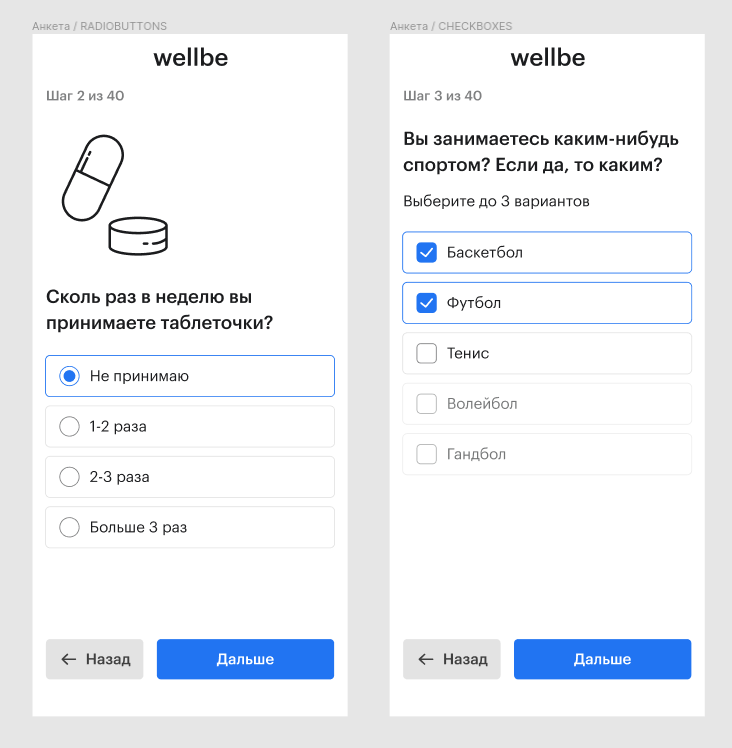 Анкета / RADIOBUTTONS
wellbe
Шаг 2 из 40
Сколь раз в неделю вы
принимаете таблеточки?
Не принимаю
1-2 раза
2-3 раза
Больше 3 раз
← Назад
Дальше
Анкета / CHECKBOXES
wellbe
Шаг 3 из 40
Вы занимаетесь каким-нибудь
спортом? Если да, то каким?
Выберите до 3 вариантов
Баскетбол
Футбол
Тенис
Волейбол
Гандбол
← Назад
Дальше